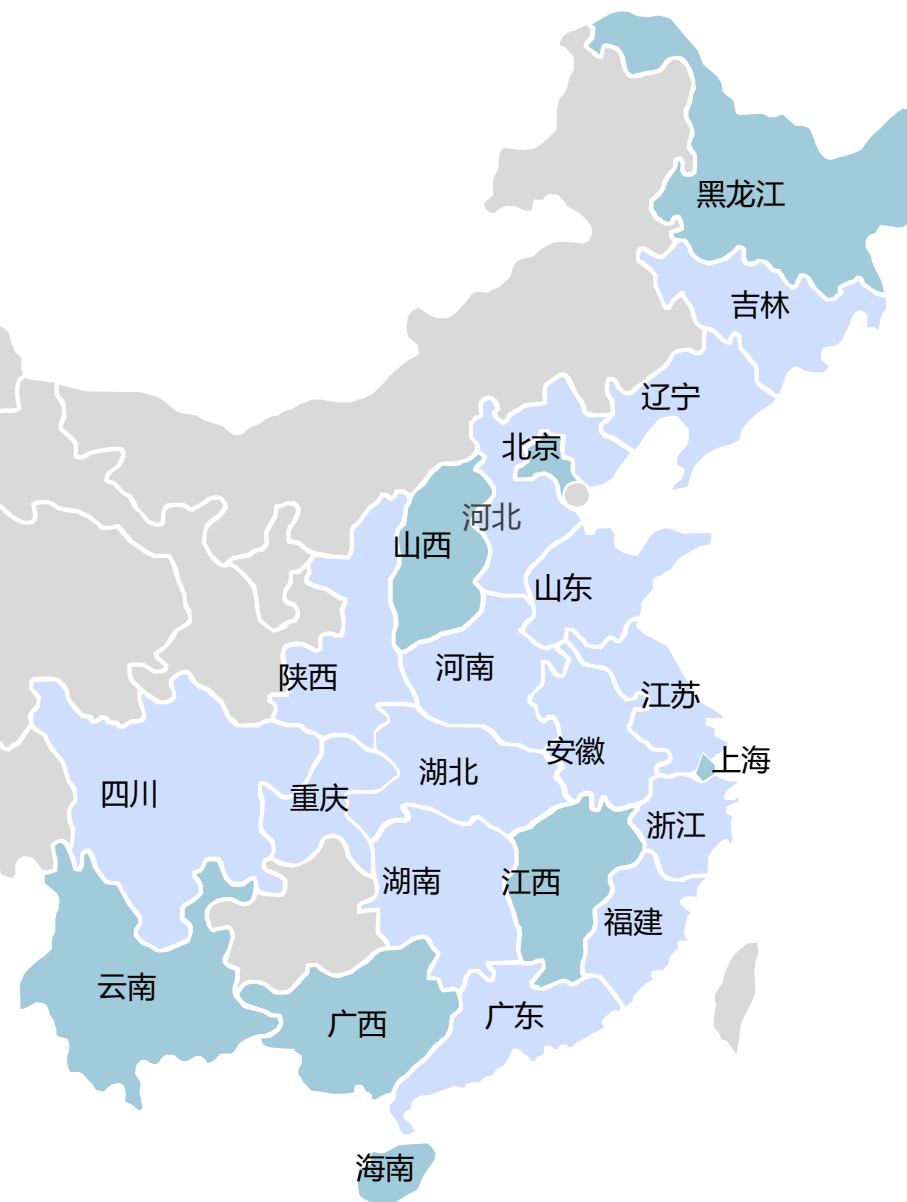 黑龙江
吉林
辽宁
北京
河北
山西
山东
陕西
河南
江苏
安徽
上海
湖北
四川
重庆
浙江
湖南
江西
福建
云南
广西
广东
海南